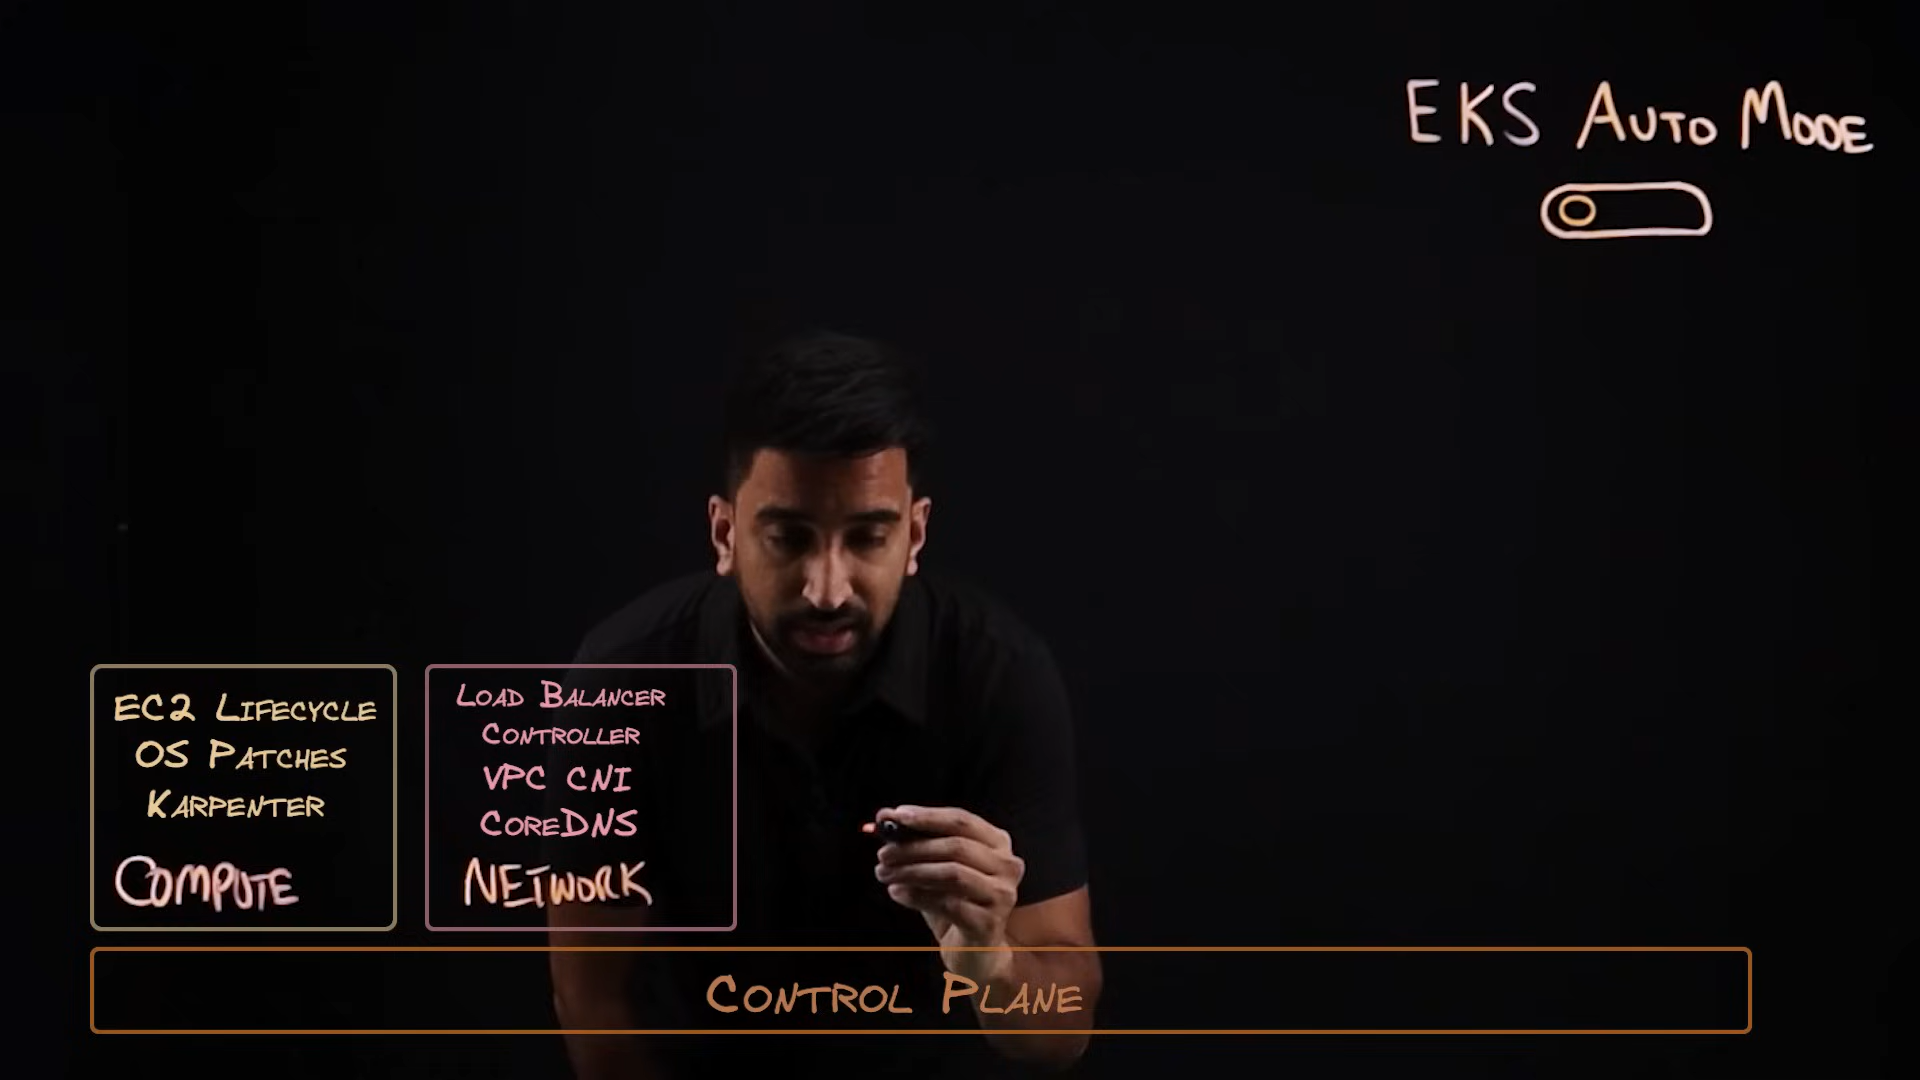 EKS AUTO MODE
EC2 LIFECYCLE
OS PATCHES
KARPENTER
COMPUTE
LOAD BALANCER
CONTROLLER
VPC CNI
COREDNS
NETWORK
CONTROL PLANE